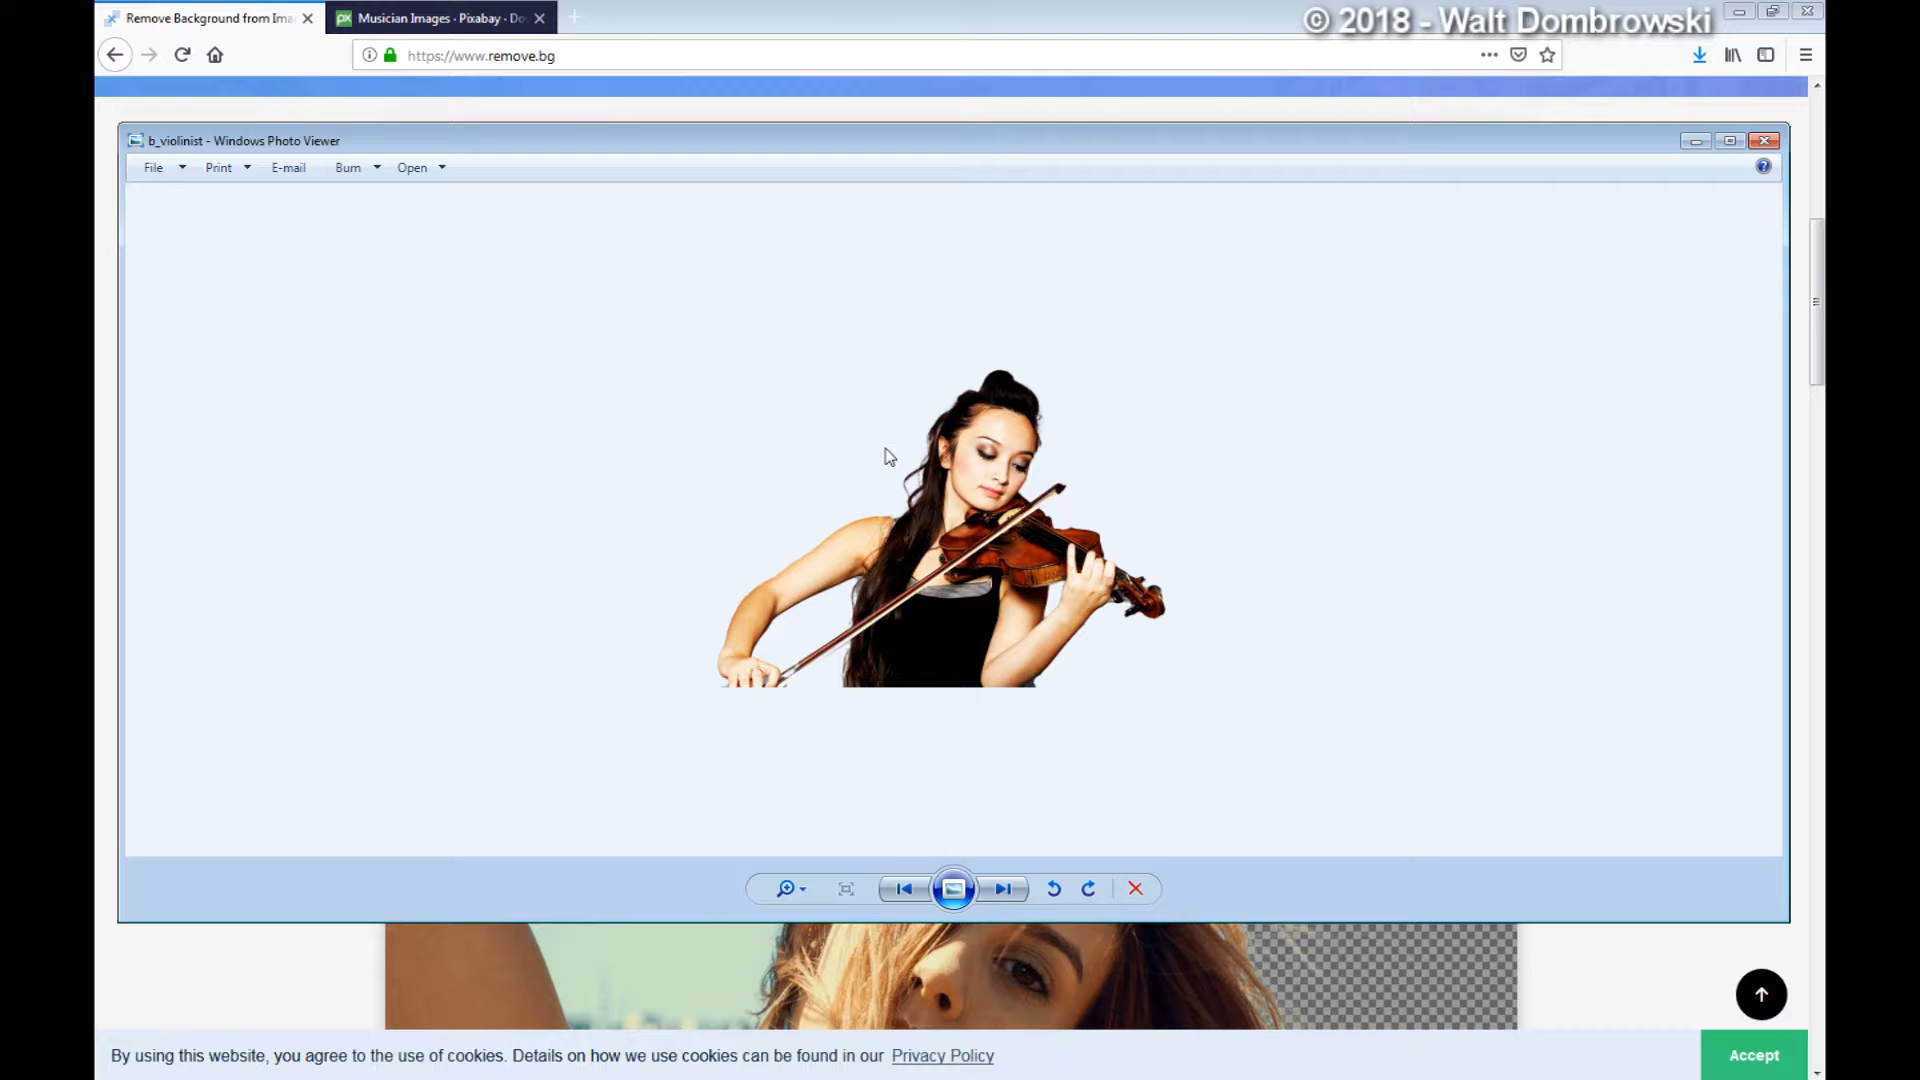 Remove Background from Ima
px Musician Images - Pixabay - Do
© 2018 - Walt Dombrowski
https://www.remove.bg
b_violinist - Windows Photo Viewer
File Print E-mail Burn Open
By using this website, you agree to the use of cookies. Details on how we use cookies can be found in our Privacy Policy
Accept